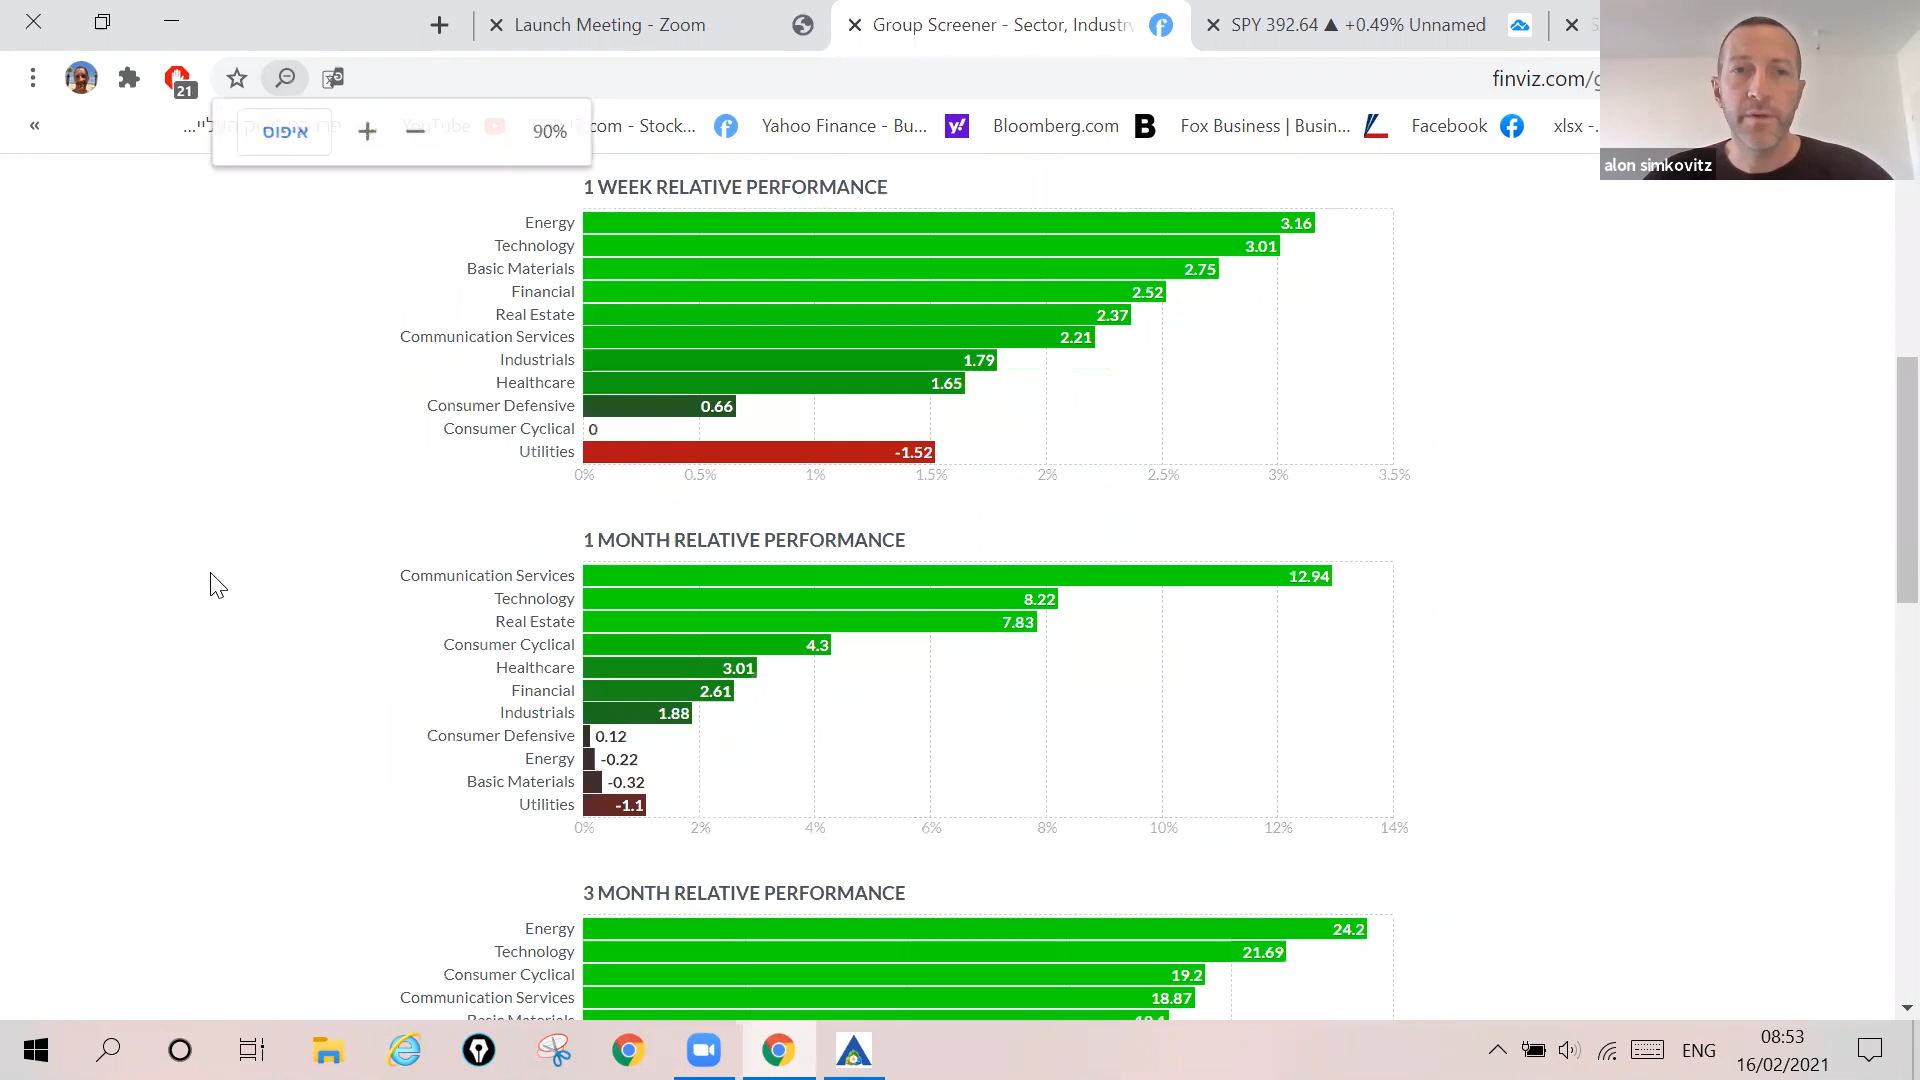 Launch Meeting - Zoom
Group Screener - Sector, Industry
SPY 392.64 ▲ +0.49% Unnamed
21
finviz.com/g
«
YouTube
.com - Stock...
Yahoo Finance - Bu...
Bloomberg.com
Fox Business | Busin...
Facebook
xlsx -...
איפוס
+
−
90%
alon simkovitz
1 WEEK RELATIVE PERFORMANCE
Energy 3.16
Technology 3.01
Basic Materials 2.75
Financial 2.52
Real Estate 2.37
Communication Services 2.21
Industrials 1.79
Healthcare 1.65
Consumer Defensive 0.66
Consumer Cyclical 0
Utilities -1.52
0% 0.5% 1% 1.5% 2% 2.5% 3% 3.5%
1 MONTH RELATIVE PERFORMANCE
Communication Services 12.94
Technology 8.22
Real Estate 7.83
Consumer Cyclical 4.3
Healthcare 3.01
Financial 2.61
Industrials 1.88
Consumer Defensive 0.12
Energy -0.22
Basic Materials -0.32
Utilities -1.1
0% 2% 4% 6% 8% 10% 12% 14%
3 MONTH RELATIVE PERFORMANCE
Energy 24.2
Technology 21.69
Consumer Cyclical 19.2
Communication Services 18.87
Basic Materials
ENG
08:53
16/02/2021